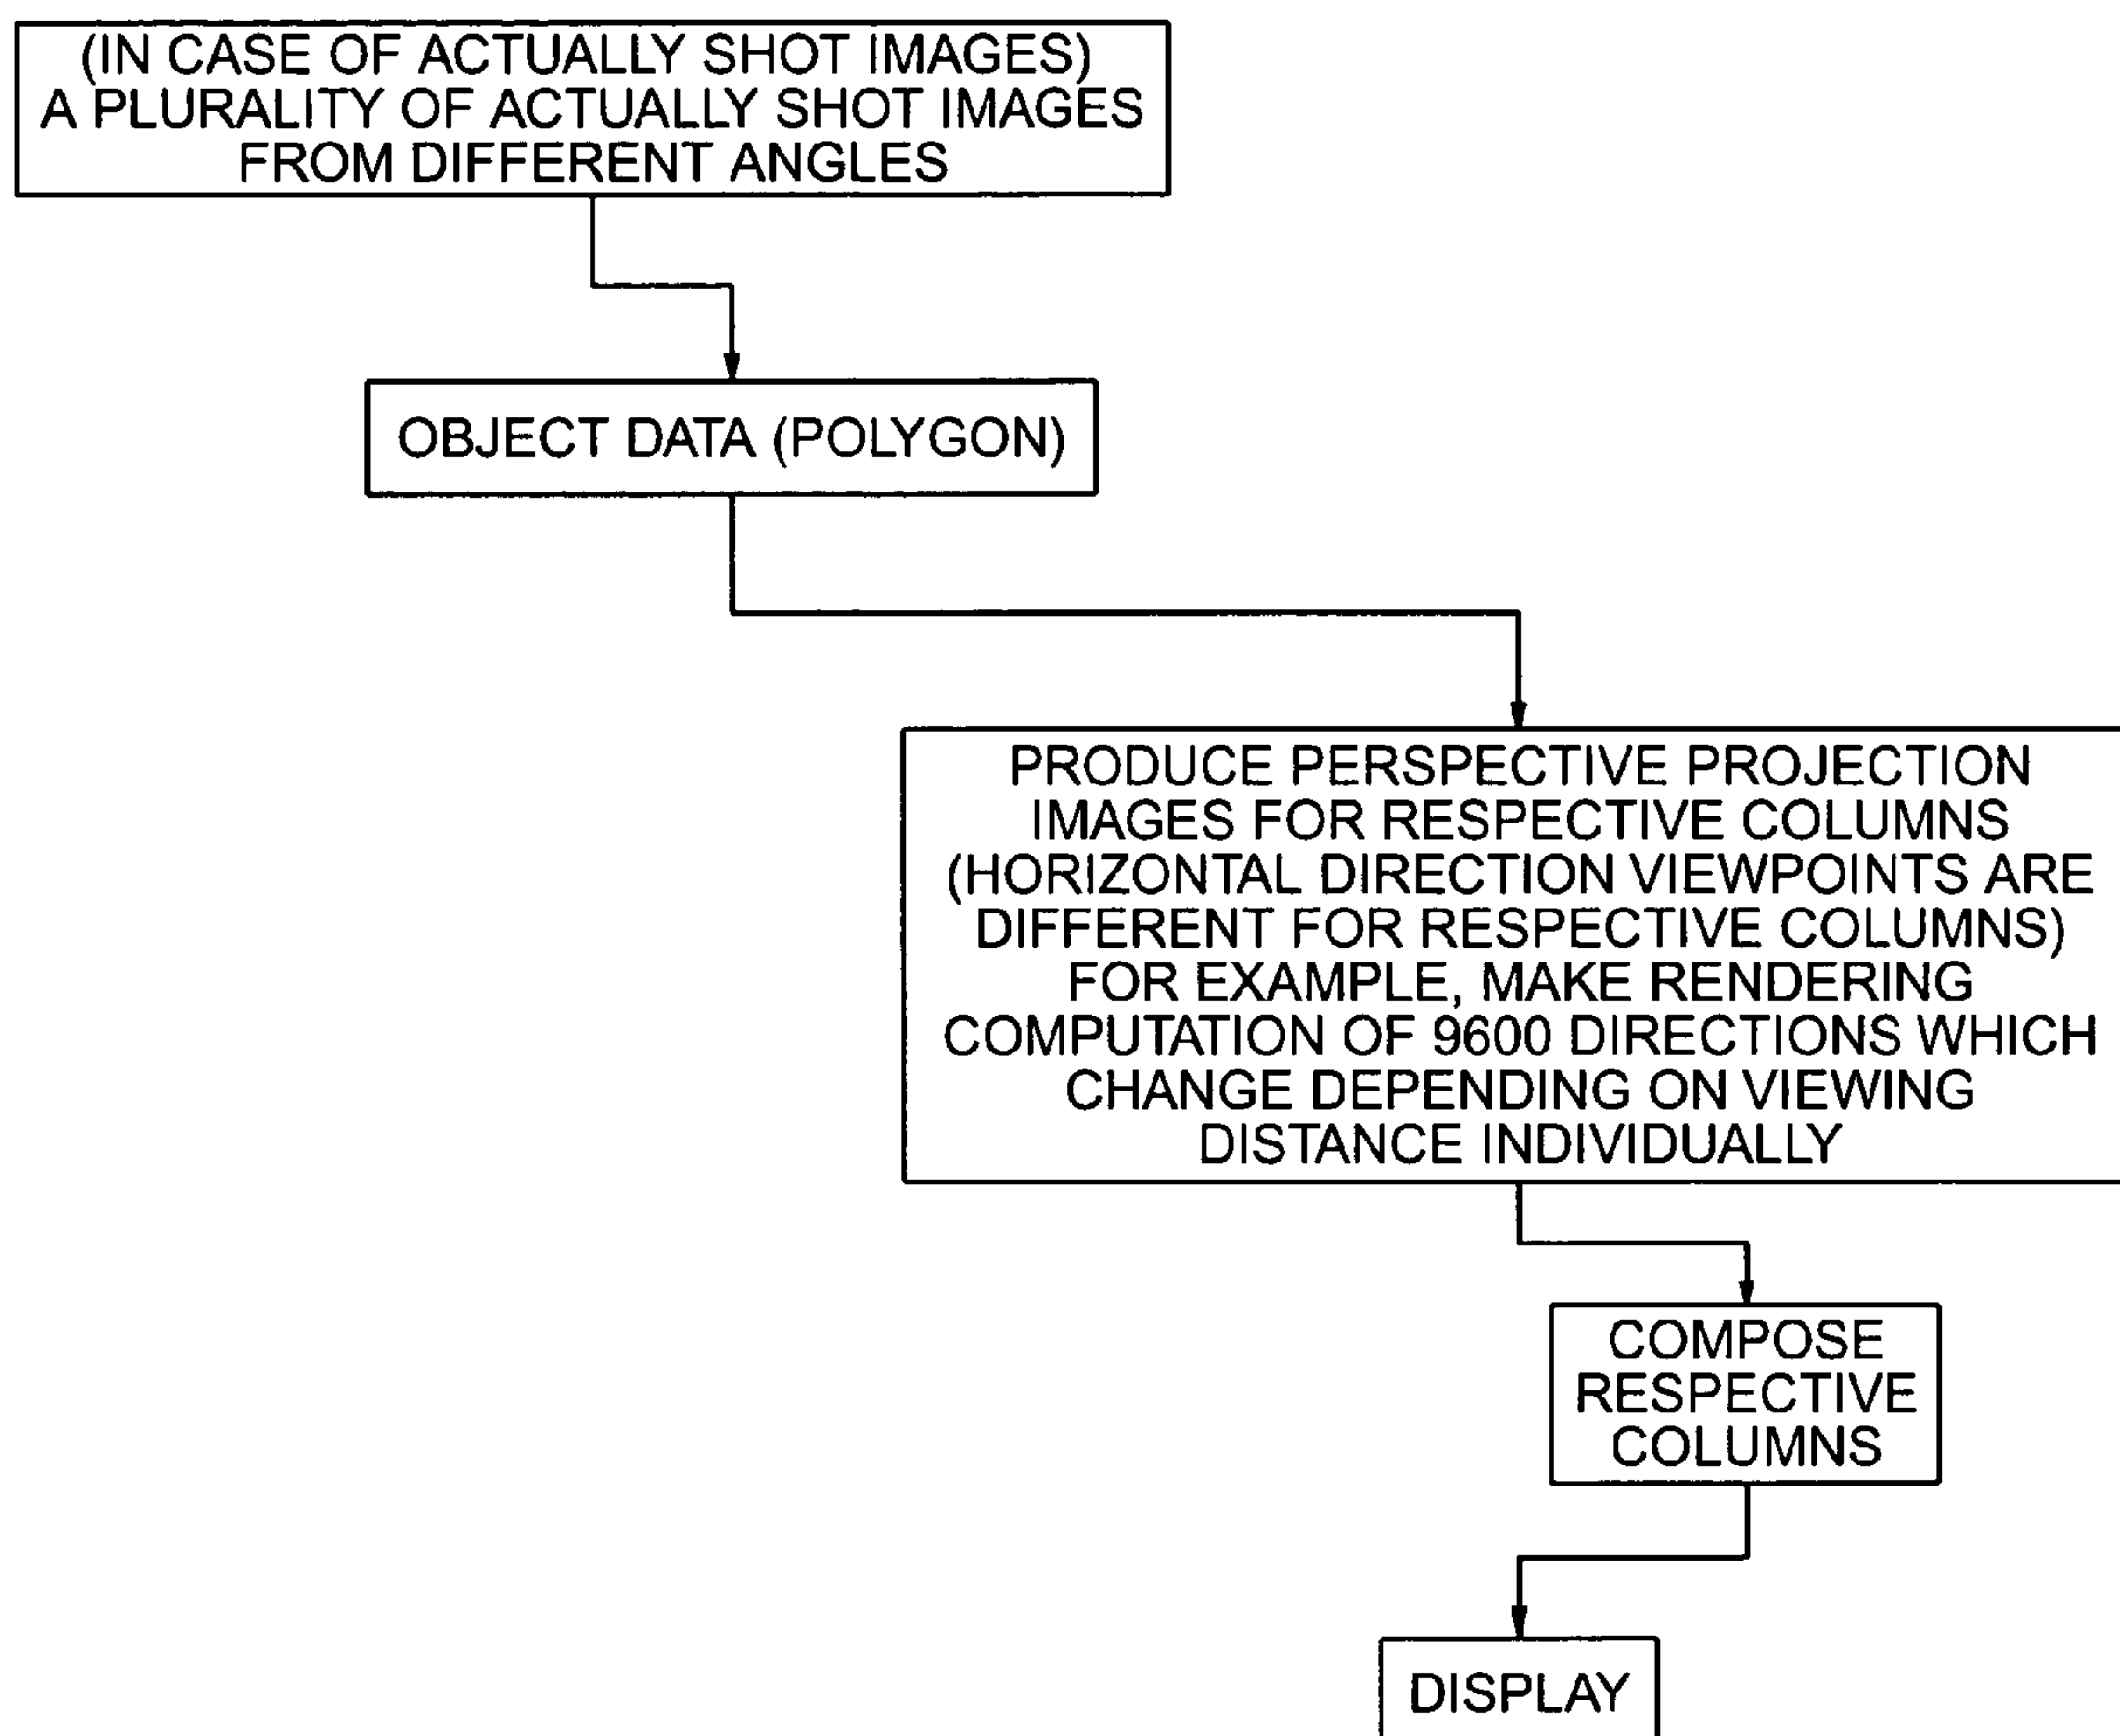 (IN CASE OF ACTUALLY SHOT IMAGES)
A PLURALITY OF ACTUALLY SHOT IMAGES
FROM DIFFERENT ANGLES
OBJECT DATA (POLYGON)
PRODUCE PERSPECTIVE PROJECTION
IMAGES FOR RESPECTIVE COLUMNS
(HORIZONTAL DIRECTION VIEWPOINTS ARE
DIFFERENT FOR RESPECTIVE COLUMNS)
FOR EXAMPLE, MAKE RENDERING
COMPUTATION OF 9600 DIRECTIONS WHICH
CHANGE DEPENDING ON VIEWING
DISTANCE INDIVIDUALLY
COMPOSE
RESPECTIVE
COLUMNS
DISPLAY